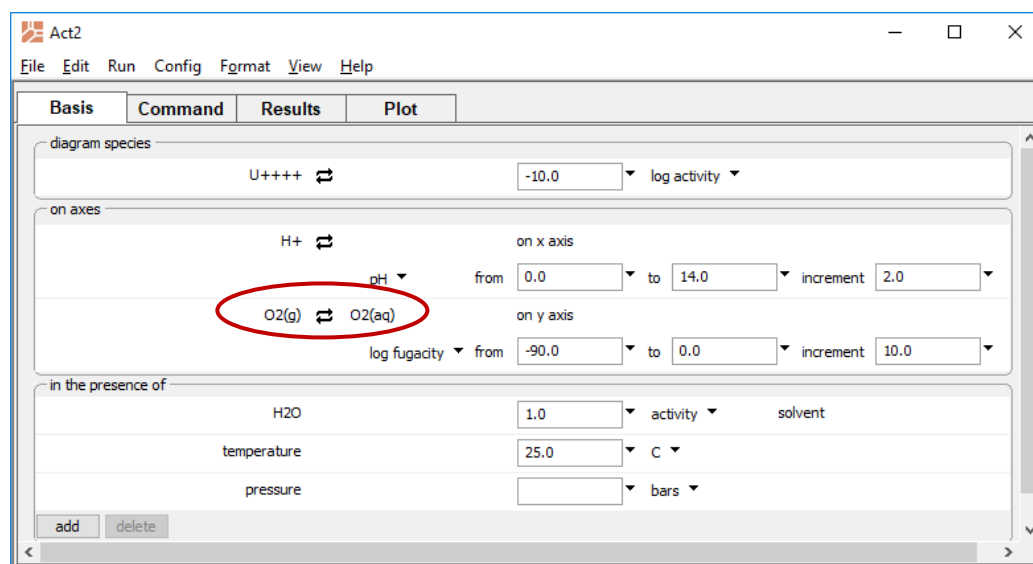 Act2
File Edit Run Config Format View Help
Basis Command Results Plot
diagram species
U++++ -10.0 log activity
on axes
H+ on x axis
pH from 0.0 to 14.0 increment 2.0
O2(g) O2(aq) on y axis
log fugacity from -90.0 to 0.0 increment 10.0
in the presence of
H2O 1.0 activity solvent
temperature 25.0 C
pressure bars
add delete